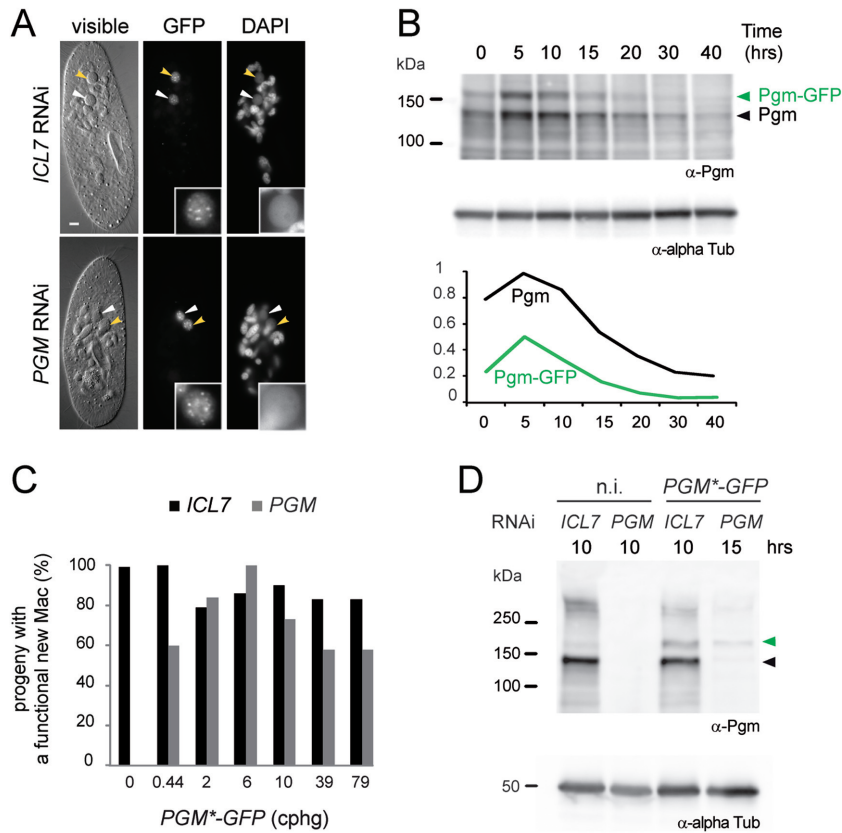 A
visible GFP DAPI
ICL7 RNAi
PGM RNAi
B
Time
(hrs)
0 5 10 15 20 30 40
kDa
150
100
Pgm-GFP
Pgm
α-Pgm
α-alpha Tub
1
0.8
0.6
0.4
0.2
0
Pgm
Pgm-GFP
0 5 10 15 20 30 40
C
ICL7 PGM
progeny with
a functional new Mac (%)
100
80
60
40
20
0
0 0.44 2 6 10 39 79
PGM*-GFP (cphg)
D
n.i. PGM*-GFP
RNAi ICL7 PGM ICL7 PGM
10 10 10 15 hrs
kDa
250
150
100
α-Pgm
50
α-alpha Tub